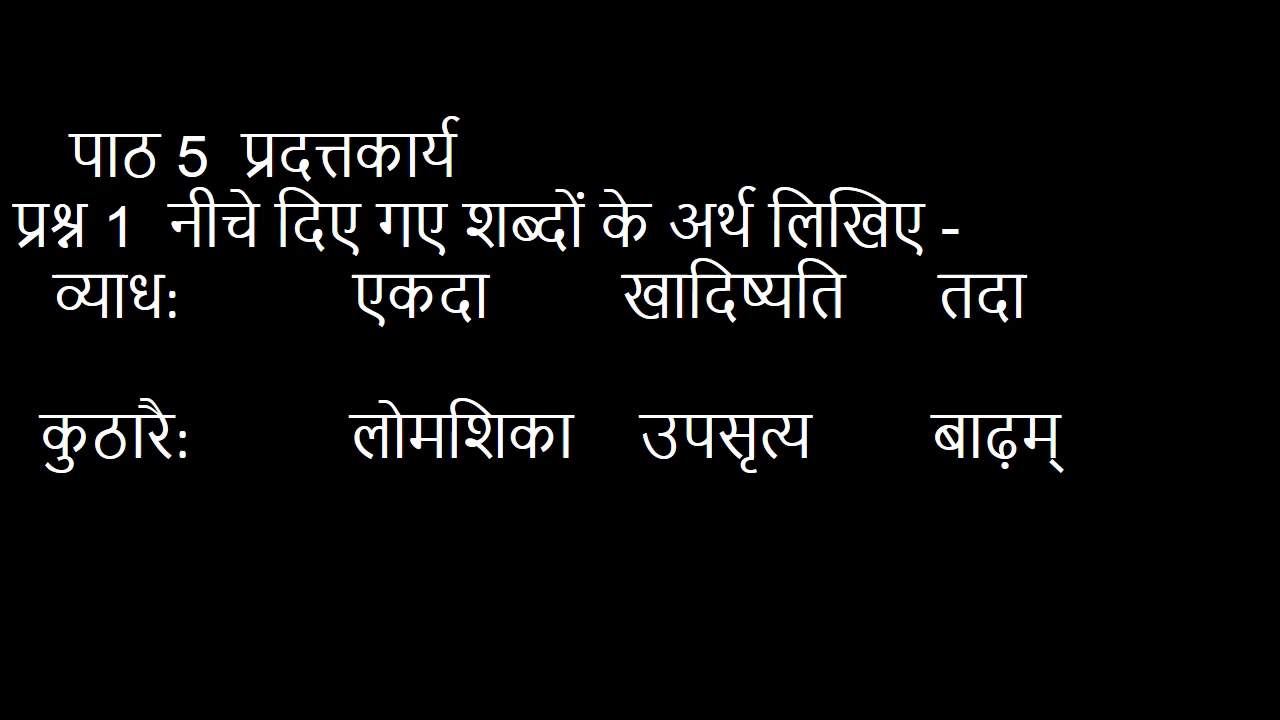 पाठ 5 प्रदत्तकार्य
प्रश्न 1 नीचे दिए गए शब्दों के अर्थ लिखिए -
व्याधः एकदा खादिष्यति तदा
कुठारैः लोमशिका उपसृत्य बाढ़म्